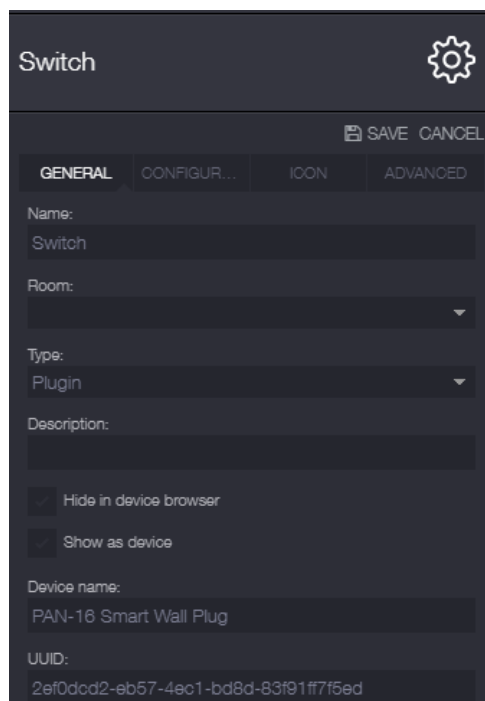 Switch
SAVE CANCEL
GENERAL CONFIGUR... ICON ADVANCED
Name:
Switch
Room:
Type:
Plugin
Description:
Hide in device browser
Show as device
Device name:
PAN-16 Smart Wall Plug
UUID:
2ef0dcd2-eb57-4ec1-bd8d-83f91ff7f5ed